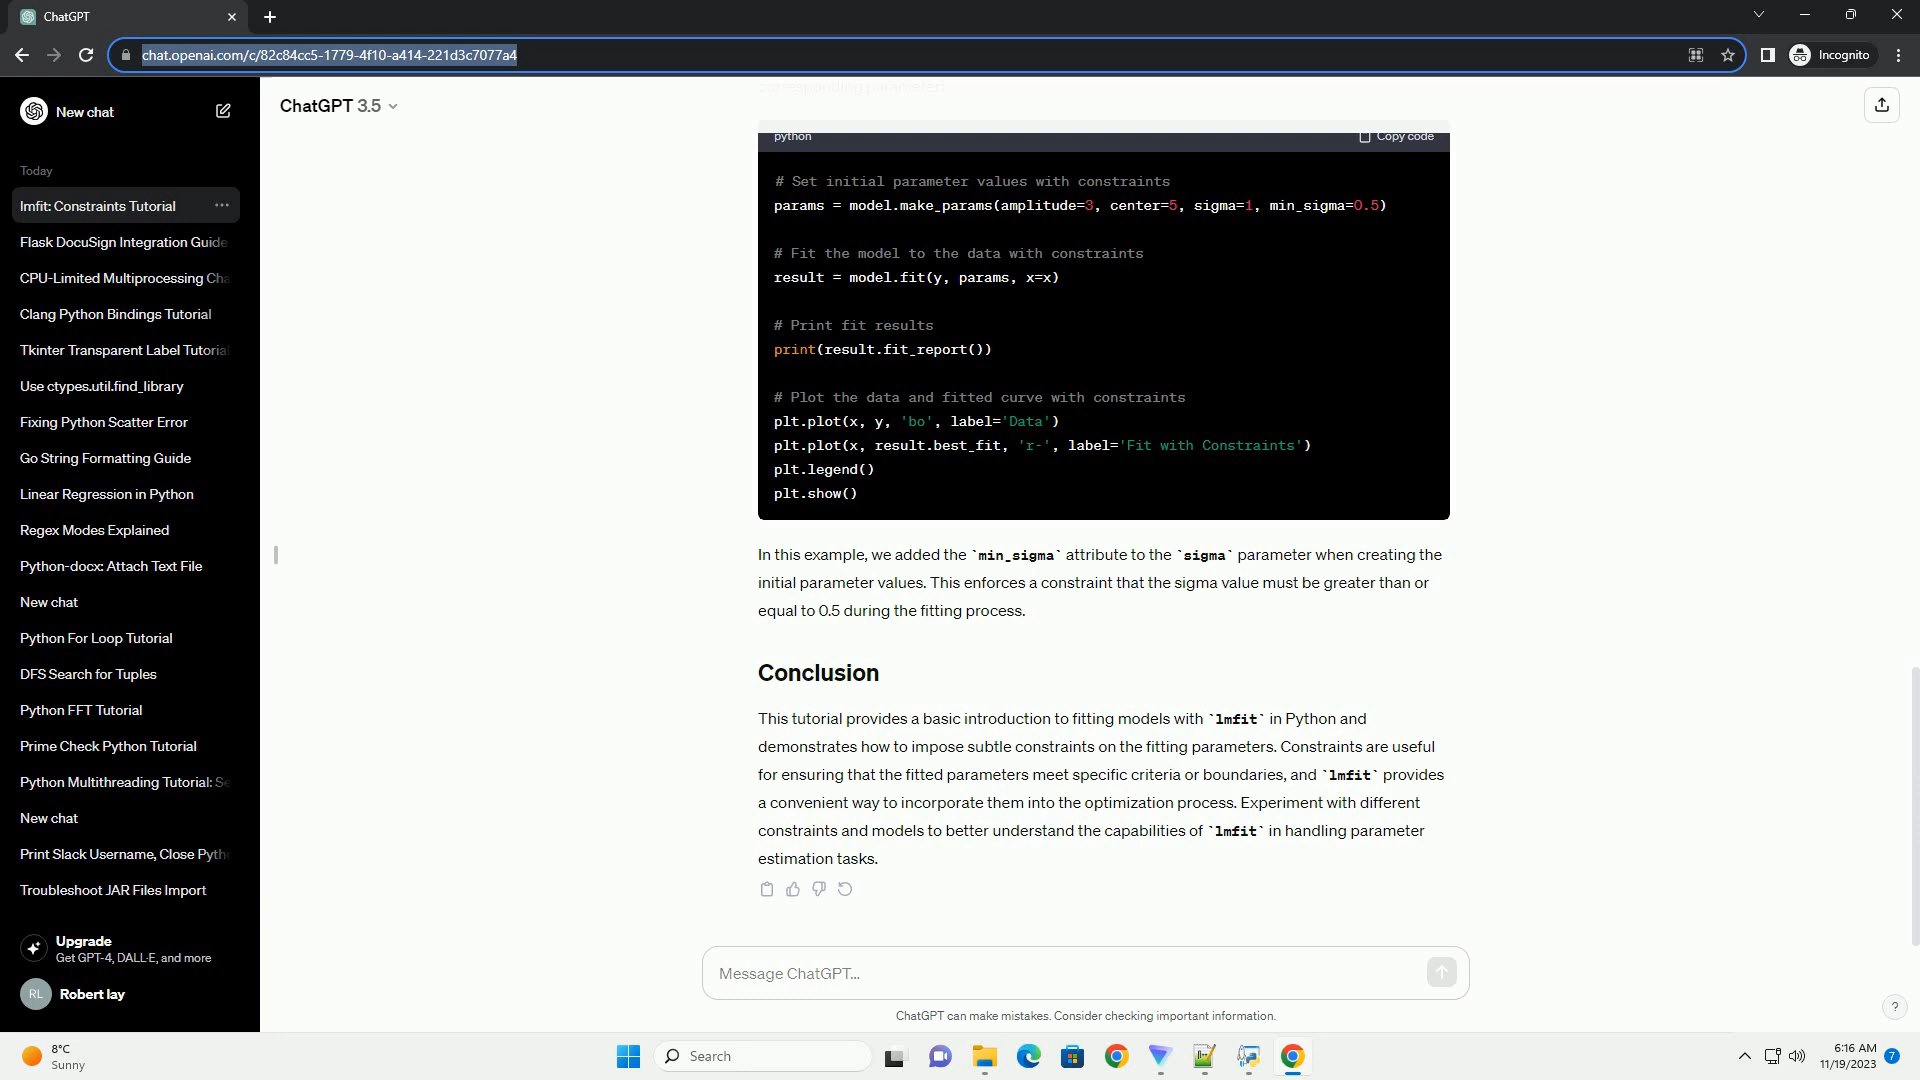 ChatGPT
chat.openai.com/c/82c84cc5-1779-4f10-a414-221d3c7077a4
Incognito
New chat
Today
lmfit: Constraints Tutorial
Flask DocuSign Integration Guide
CPU-Limited Multiprocessing Cha
Clang Python Bindings Tutorial
Tkinter Transparent Label Tutorial
Use ctypes.util.find_library
Fixing Python Scatter Error
Go String Formatting Guide
Linear Regression in Python
Regex Modes Explained
Python-docx: Attach Text File
New chat
Python For Loop Tutorial
DFS Search for Tuples
Python FFT Tutorial
Prime Check Python Tutorial
Python Multithreading Tutorial: Se
New chat
Print Slack Username, Close Pytho
Troubleshoot JAR Files Import
Upgrade
Get GPT-4, DALL·E, and more
RL
Robert lay
ChatGPT 3.5
corresponding parameter:
python
Copy code
# Set initial parameter values with constraints
params = model.make_params(amplitude=3, center=5, sigma=1, min_sigma=0.5)
# Fit the model to the data with constraints
result = model.fit(y, params, x=x)
# Print fit results
print(result.fit_report())
# Plot the data and fitted curve with constraints
plt.plot(x, y, 'bo', label='Data')
plt.plot(x, result.best_fit, 'r-', label='Fit with Constraints')
plt.legend()
plt.show()
In this example, we added the `min_sigma` attribute to the `sigma` parameter when creating the
initial parameter values. This enforces a constraint that the sigma value must be greater than or
equal to 0.5 during the fitting process.
Conclusion
This tutorial provides a basic introduction to fitting models with `lmfit` in Python and
demonstrates how to impose subtle constraints on the fitting parameters. Constraints are useful
for ensuring that the fitted parameters meet specific criteria or boundaries, and `lmfit` provides
a convenient way to incorporate them into the optimization process. Experiment with different
constraints and models to better understand the capabilities of `lmfit` in handling parameter
estimation tasks.
Message ChatGPT...
ChatGPT can make mistakes. Consider checking important information.
?
8°C
Sunny
Search
6:16 AM
11/19/2023
7